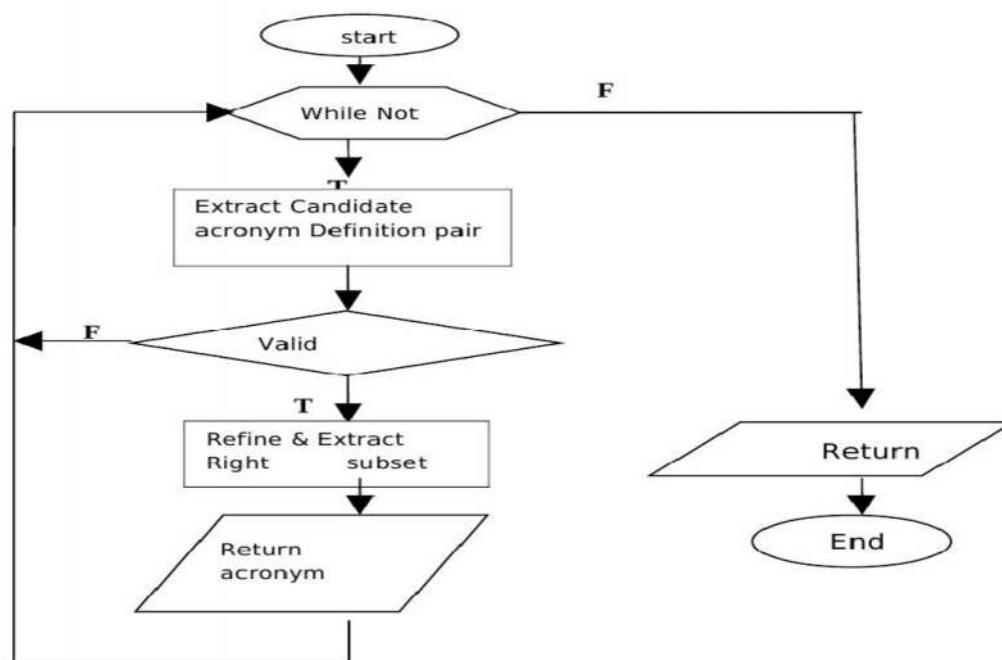 start
While Not
F
T
Extract Candidate
acronym Definition pair
F
Valid
T
Refine & Extract
Right subset
Return
acronym
Return
End